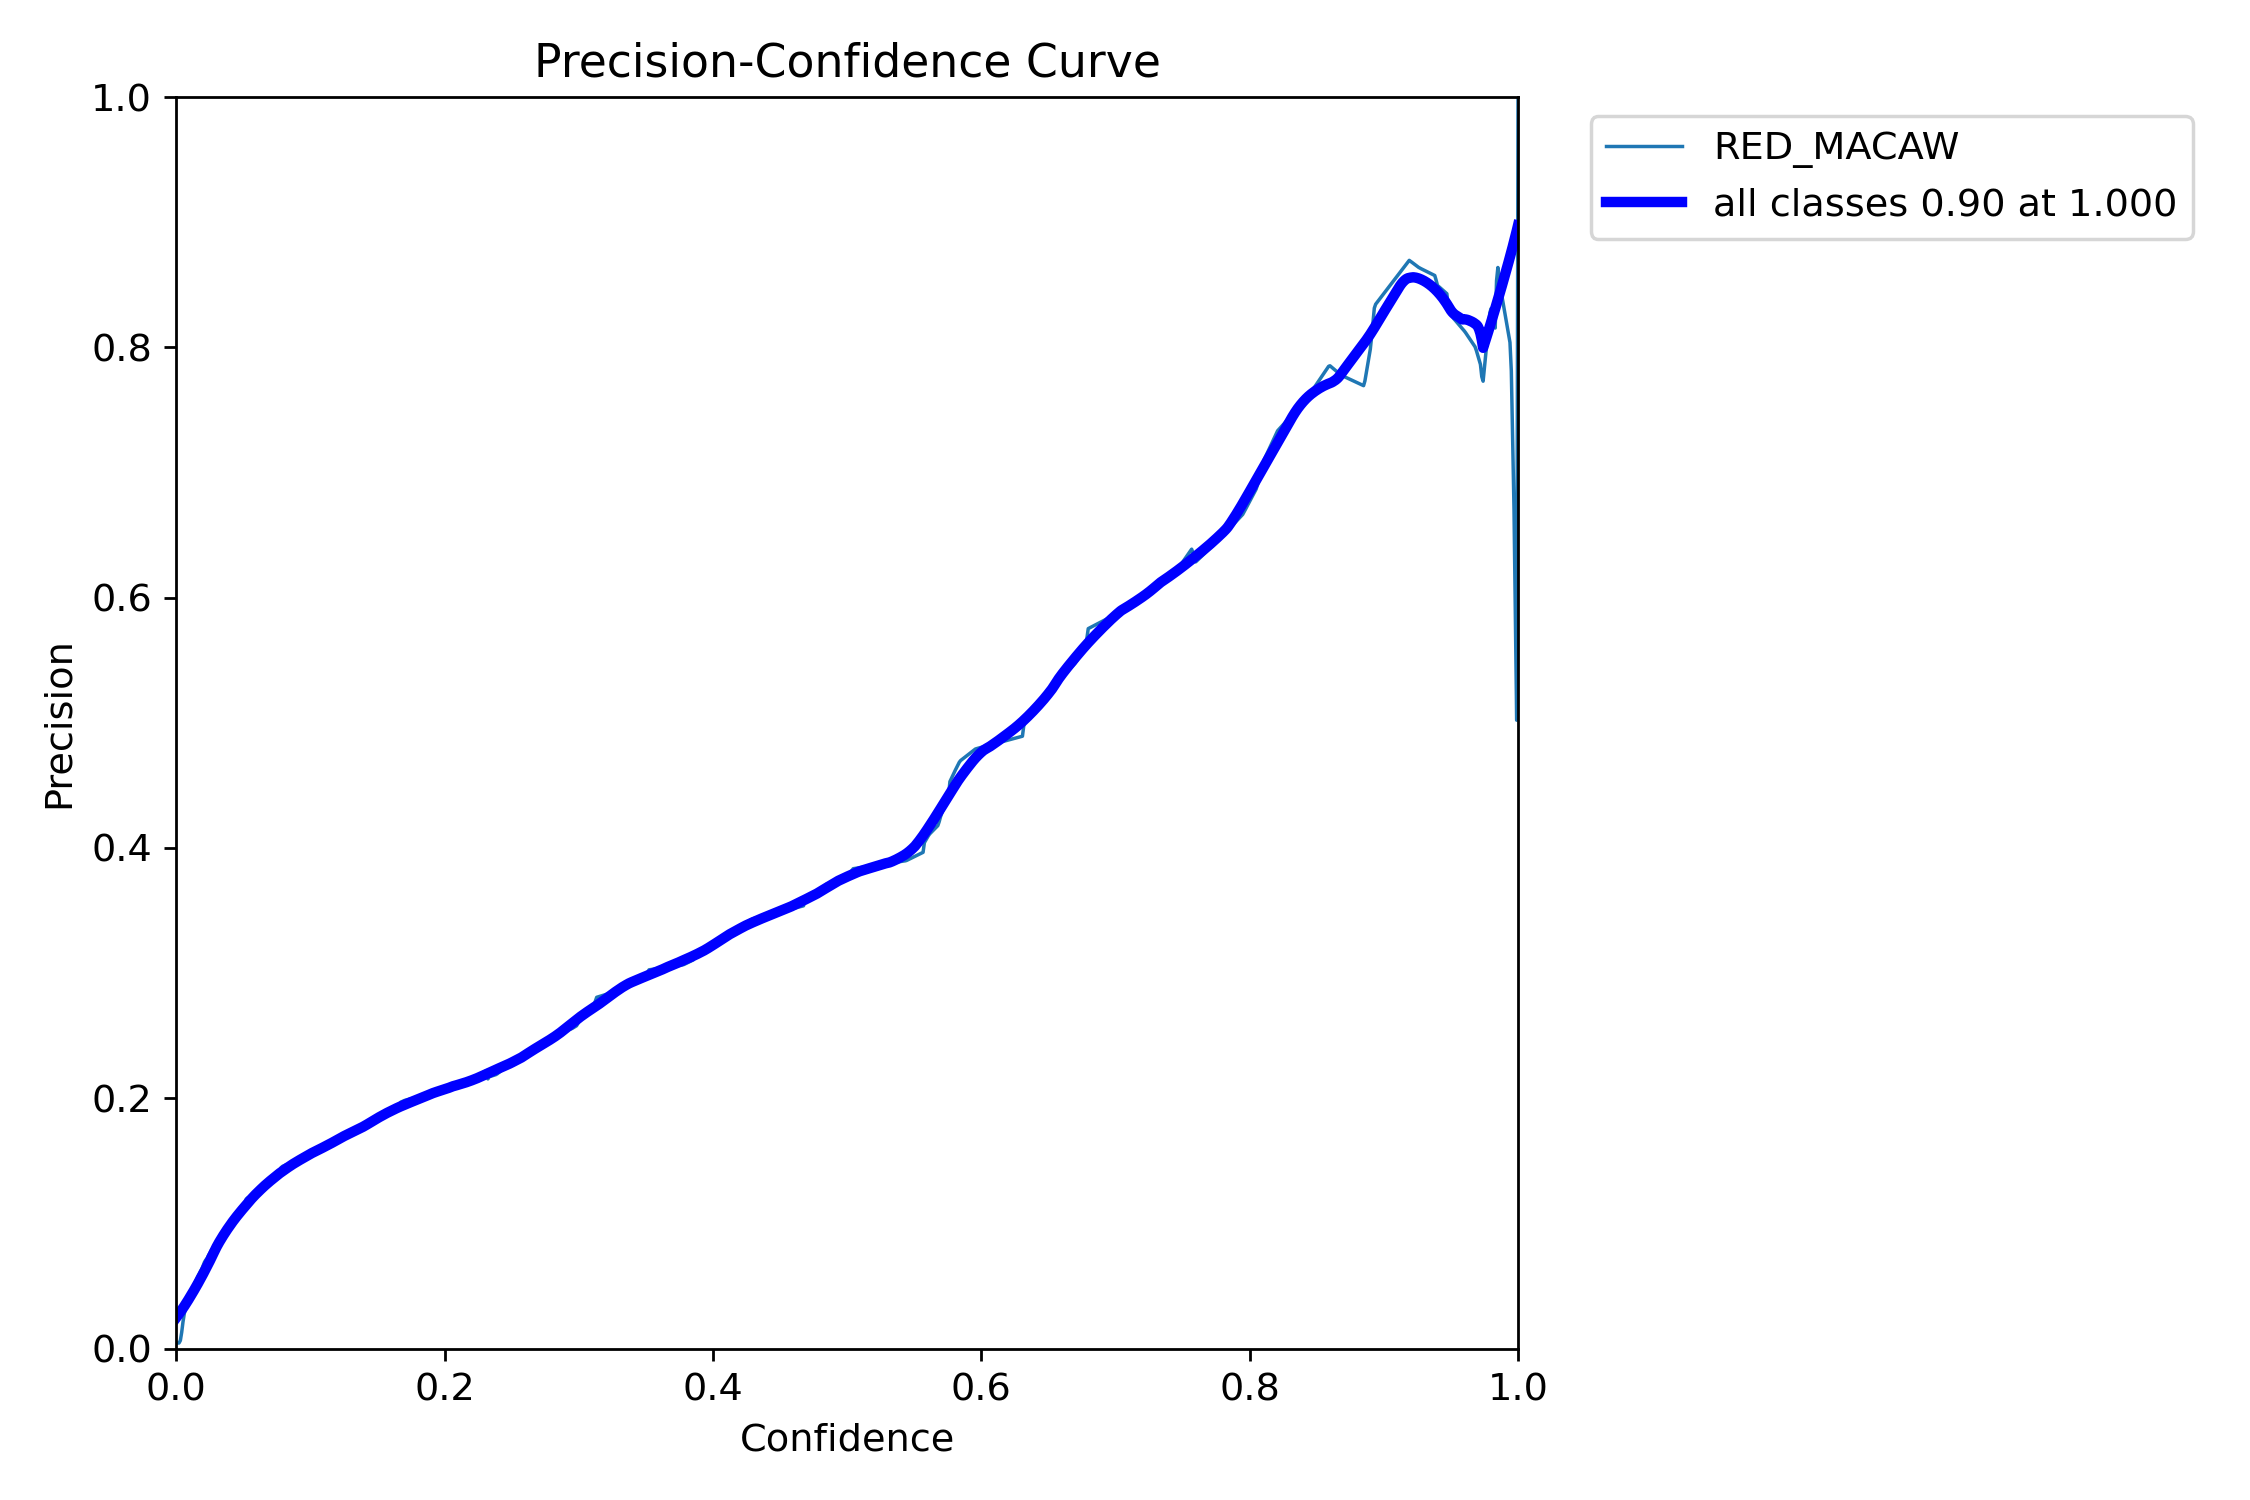 Precision-Confidence Curve
1.0
0.8
0.6
0.4
0.2
0.0
Precision
0.0 0.2 0.4 0.6 0.8 1.0
Confidence
RED_MACAW
all classes 0.90 at 1.000